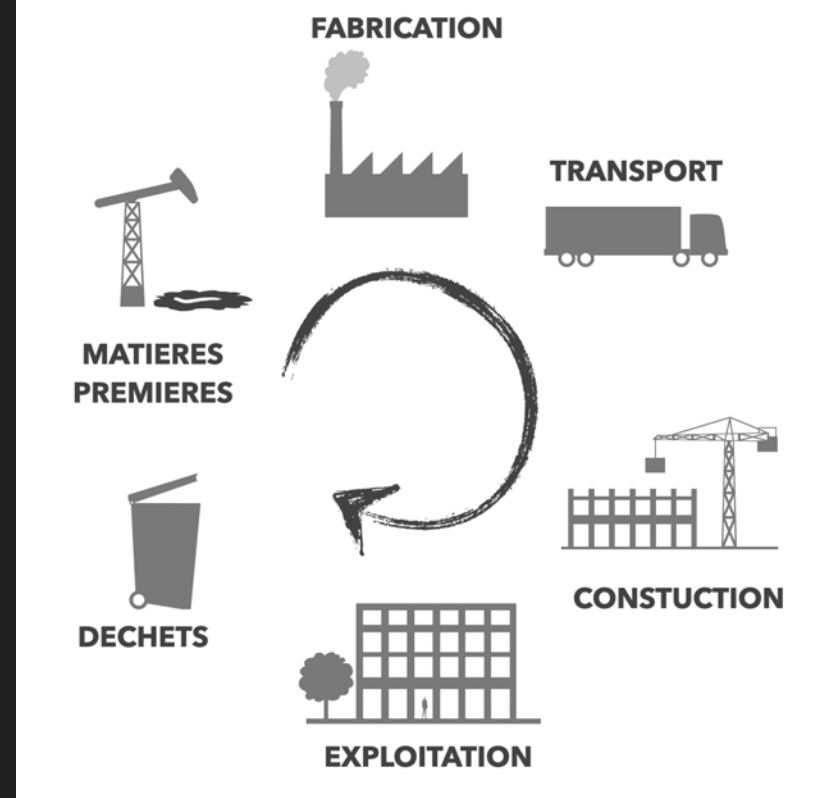 FABRICATION
TRANSPORT
MATIERES
PREMIERES
CONSTUCTION
DECHETS
EXPLOITATION